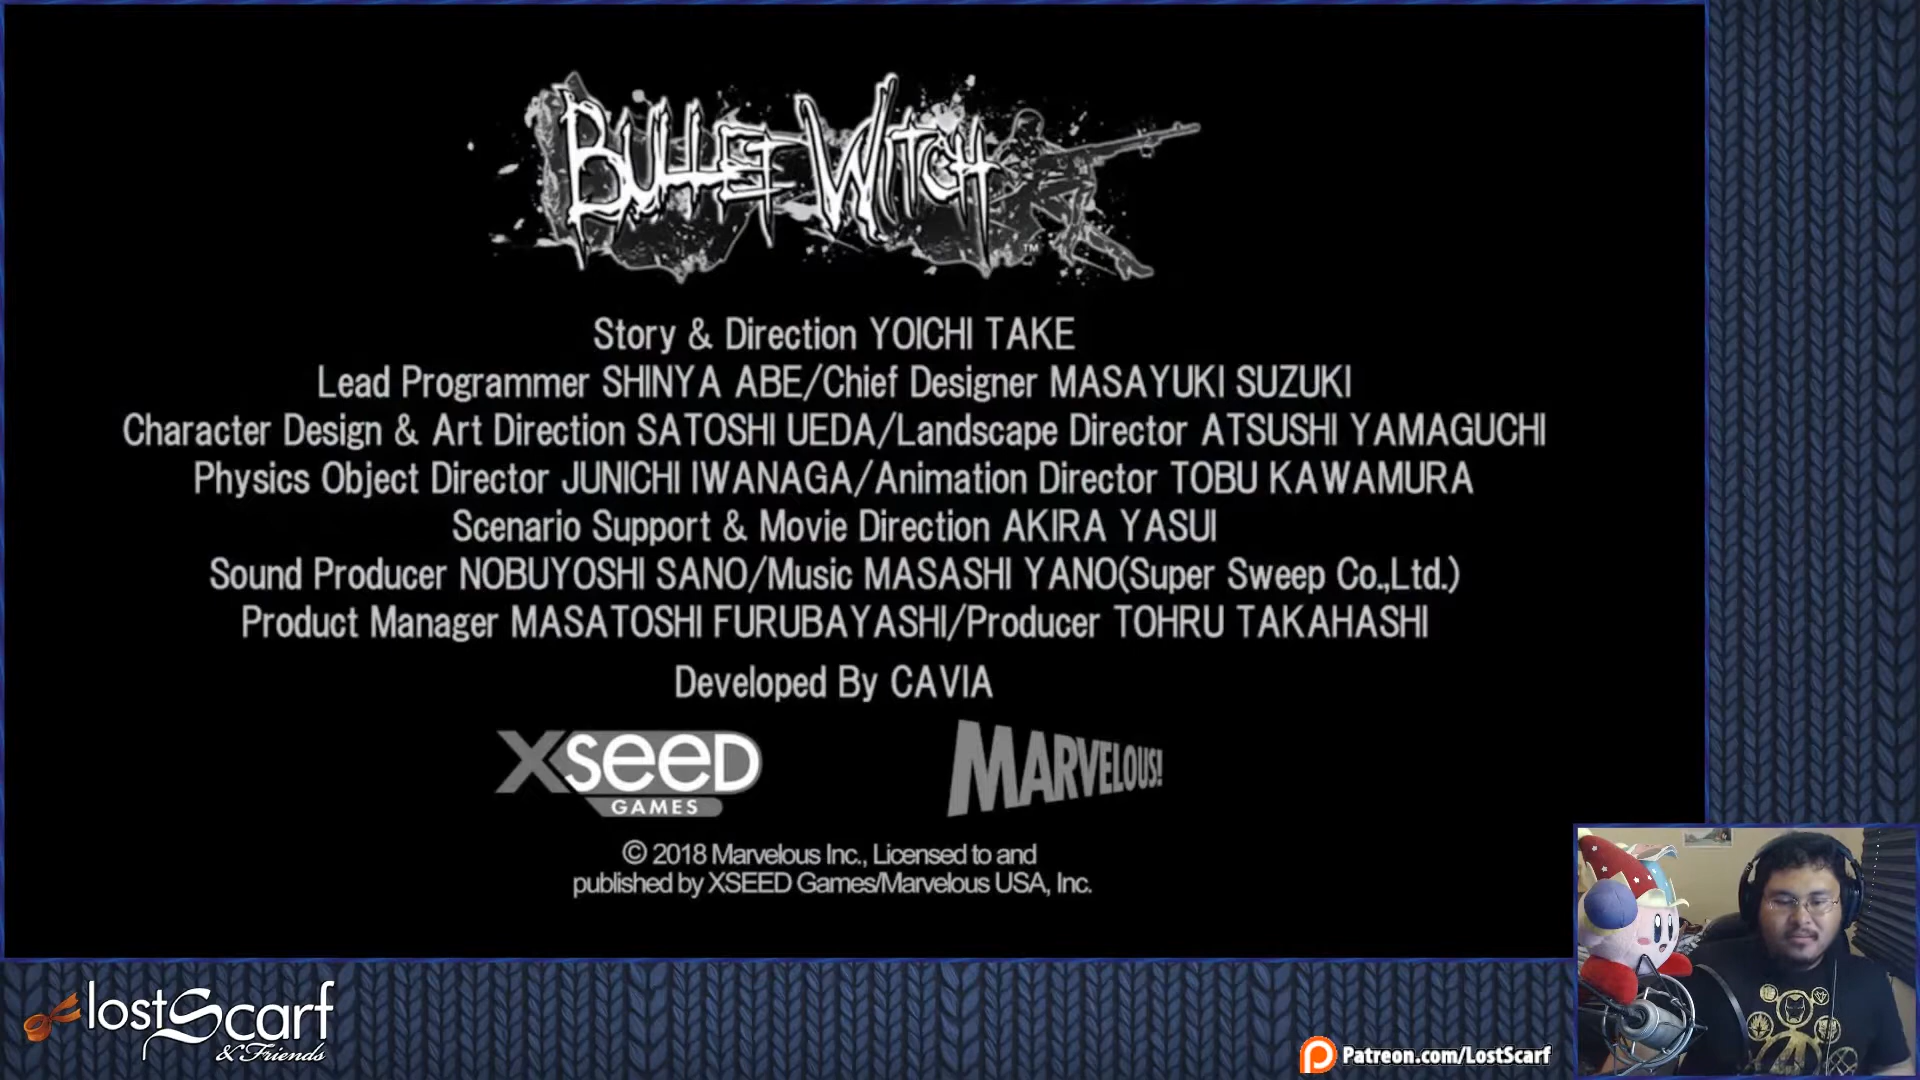 BULLET WITCH
™
Story & Direction YOICHI TAKE
Lead Programmer SHINYA ABE/Chief Designer MASAYUKI SUZUKI
Character Design & Art Direction SATOSHI UEDA/Landscape Director ATSUSHI YAMAGUCHI
Physics Object Director JUNICHI IWANAGA/Animation Director TOBU KAWAMURA
Scenario Support & Movie Direction AKIRA YASUI
Sound Producer NOBUYOSHI SANO/Music MASASHI YANO(Super Sweep Co.,Ltd.)
Product Manager MASATOSHI FURUBAYASHI/Producer TOHRU TAKAHASHI
Developed By CAVIA
XSEED GAMES
MARVELOUS!
© 2018 Marvelous Inc., Licensed to and
published by XSEED Games/Marvelous USA, Inc.
lostScarf
& Friends
Patreon.com/LostScarf